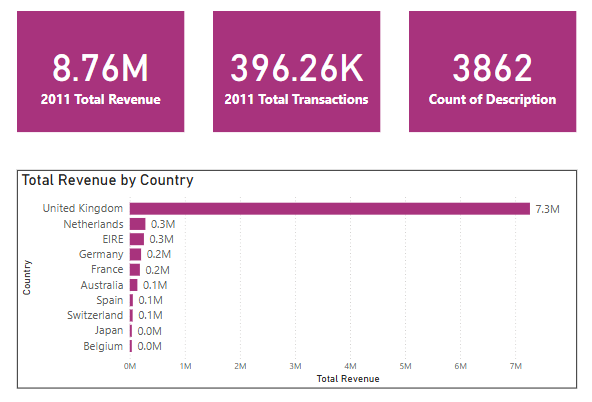 8.76M
2011 Total Revenue
396.26K
2011 Total Transactions
3862
Count of Description
Total Revenue by Country
Country
United Kingdom 7.3M
Netherlands 0.3M
EIRE 0.3M
Germany 0.2M
France 0.2M
Australia 0.1M
Spain 0.1M
Switzerland 0.1M
Japan 0.0M
Belgium 0.0M
0M 1M 2M 3M 4M 5M 6M 7M
Total Revenue